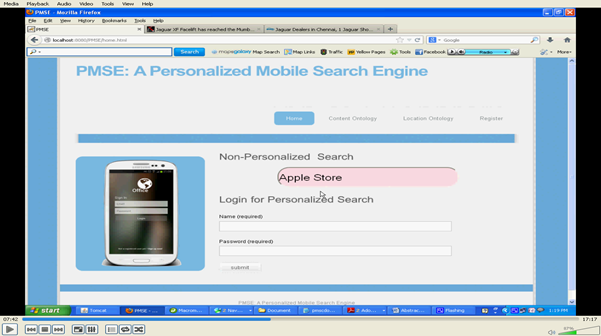 Media Playback Audio Video Tools View Help
PMSE - Mozilla Firefox
File Edit View History Bookmarks Tools Help
PMSE
Jaguar XF Facelift has reached the Mumb...
Jaguar Dealers in Chennai, 1 Jaguar Sho...
localhost:8080/PMSE/home.html
Google
Search
mapsgalaxy Map Search Map Links Traffic Yellow Pages Tools Facebook Radio More
PMSE: A Personalized Mobile Search Engine
Home Content Ontology Location Ontology Register
Non-Personalized Search
Apple Store
Office
Login for Personalized Search
Name (required)
Password (required)
submit
PMSE: A Personalized Mobile Search Engine
start Tomcat PMSE - Mo... Macrom... 2 Nav... Document 2 Ado... Abstrac... Flashing 1:19 PM
07:42 17:17